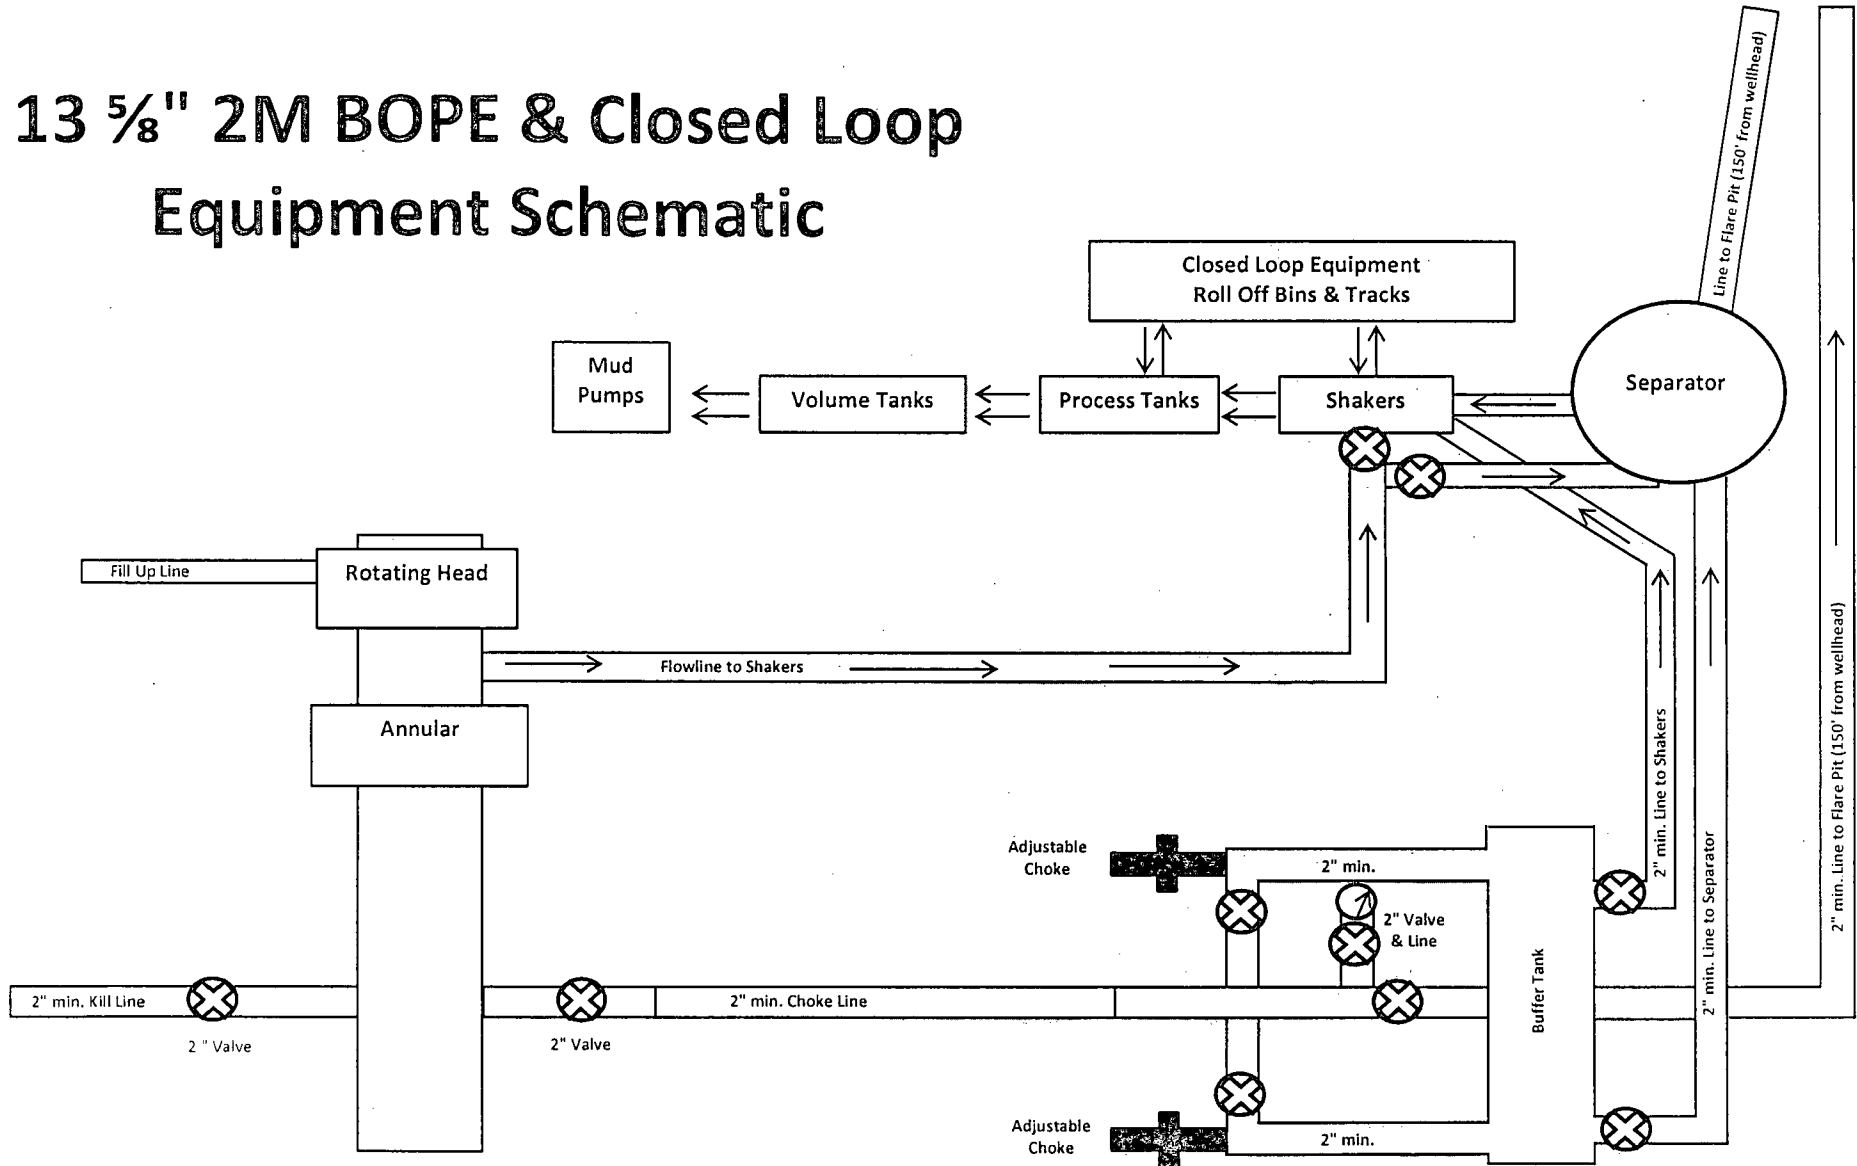 13 ⅝" 2M BOPE & Closed Loop
Equipment Schematic
Line to Flare Pit (150' from wellhead)
Closed Loop Equipment
Roll Off Bins & Tracks
Mud
Pumps
Volume Tanks
Process Tanks
Shakers
Separator
Fill Up Line
Rotating Head
Flowline to Shakers
Annular
2" min. Line to Shakers
2" min. Line to Separator
2" min. Line to Flare Pit (150' from wellhead)
Adjustable
Choke
2" min.
2" Valve
& Line
Buffer Tank
2" min. Kill Line
2" min. Choke Line
2 " Valve
2" Valve
Adjustable
Choke
2" min.